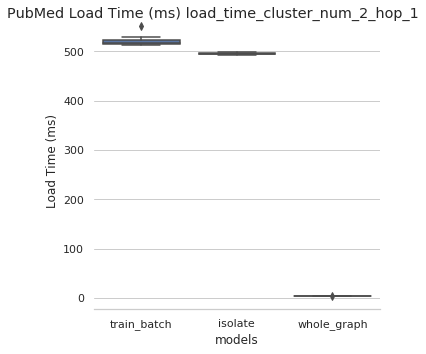 PubMed Load Time (ms) load_time_cluster_num_2_hop_1
500
400
300
200
100
0
Load Time (ms)
train_batch isolate whole_graph
models